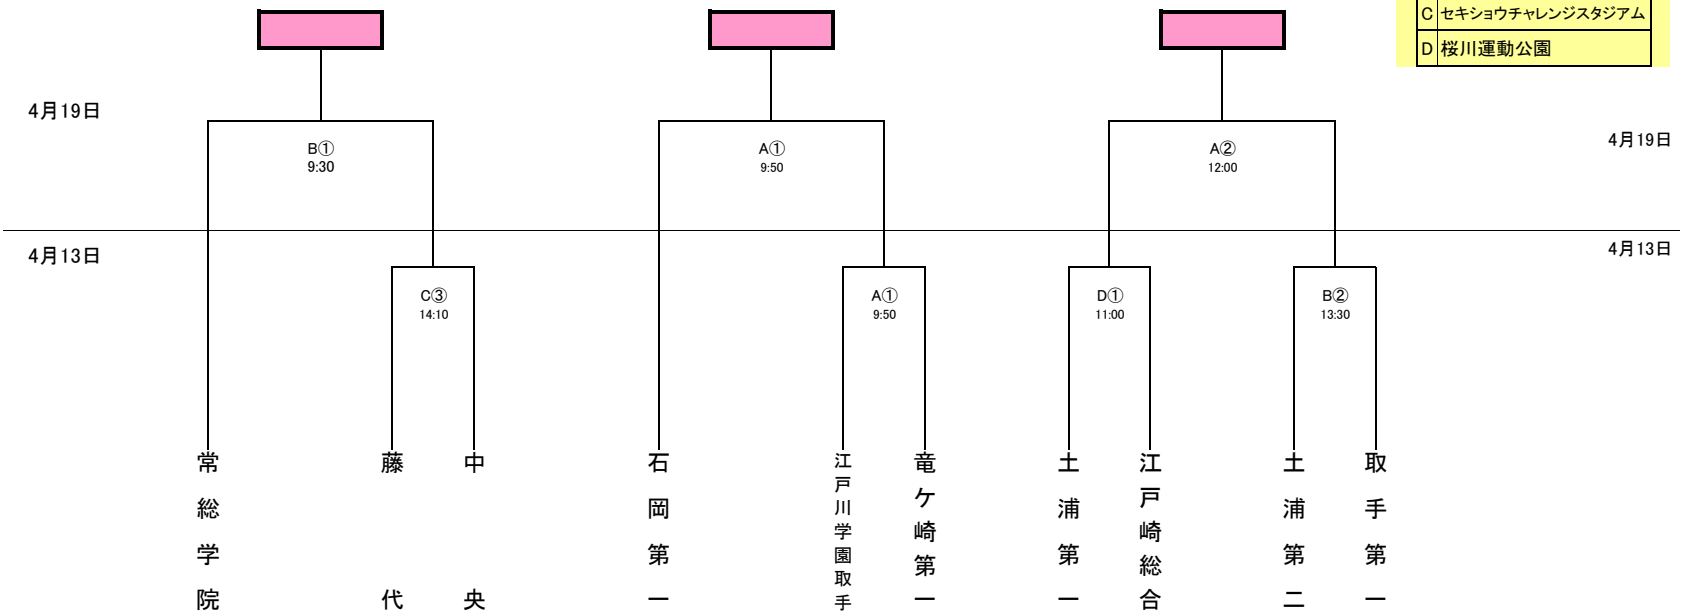 C セキショウチャレンジスタジアム
D 桜川運動公園
4月19日
4月19日
B①
9:30
A①
9:50
A②
12:00
4月13日
4月13日
C③
14:10
A①
9:50
D①
11:00
B②
13:30
常総学院
藤代
中央
石岡第一
江戸川学園取手
竜ケ崎第一
土浦第一
江戸崎総合
土浦第二
取手第一